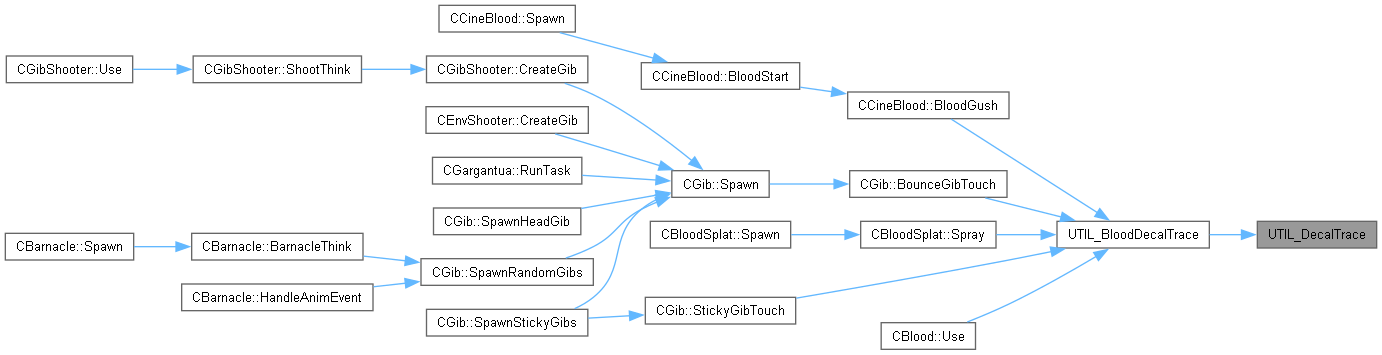 CCineBlood::Spawn
CGibShooter::Use
CGibShooter::ShootThink
CGibShooter::CreateGib
CCineBlood::BloodStart
CCineBlood::BloodGush
CEnvShooter::CreateGib
CGargantua::RunTask
CGib::Spawn
CGib::BounceGibTouch
CGib::SpawnHeadGib
CBloodSplat::Spawn
CBloodSplat::Spray
UTIL_BloodDecalTrace
UTIL_DecalTrace
CBarnacle::Spawn
CBarnacle::BarnacleThink
CGib::SpawnRandomGibs
CBarnacle::HandleAnimEvent
CGib::SpawnStickyGibs
CGib::StickyGibTouch
CBlood::Use